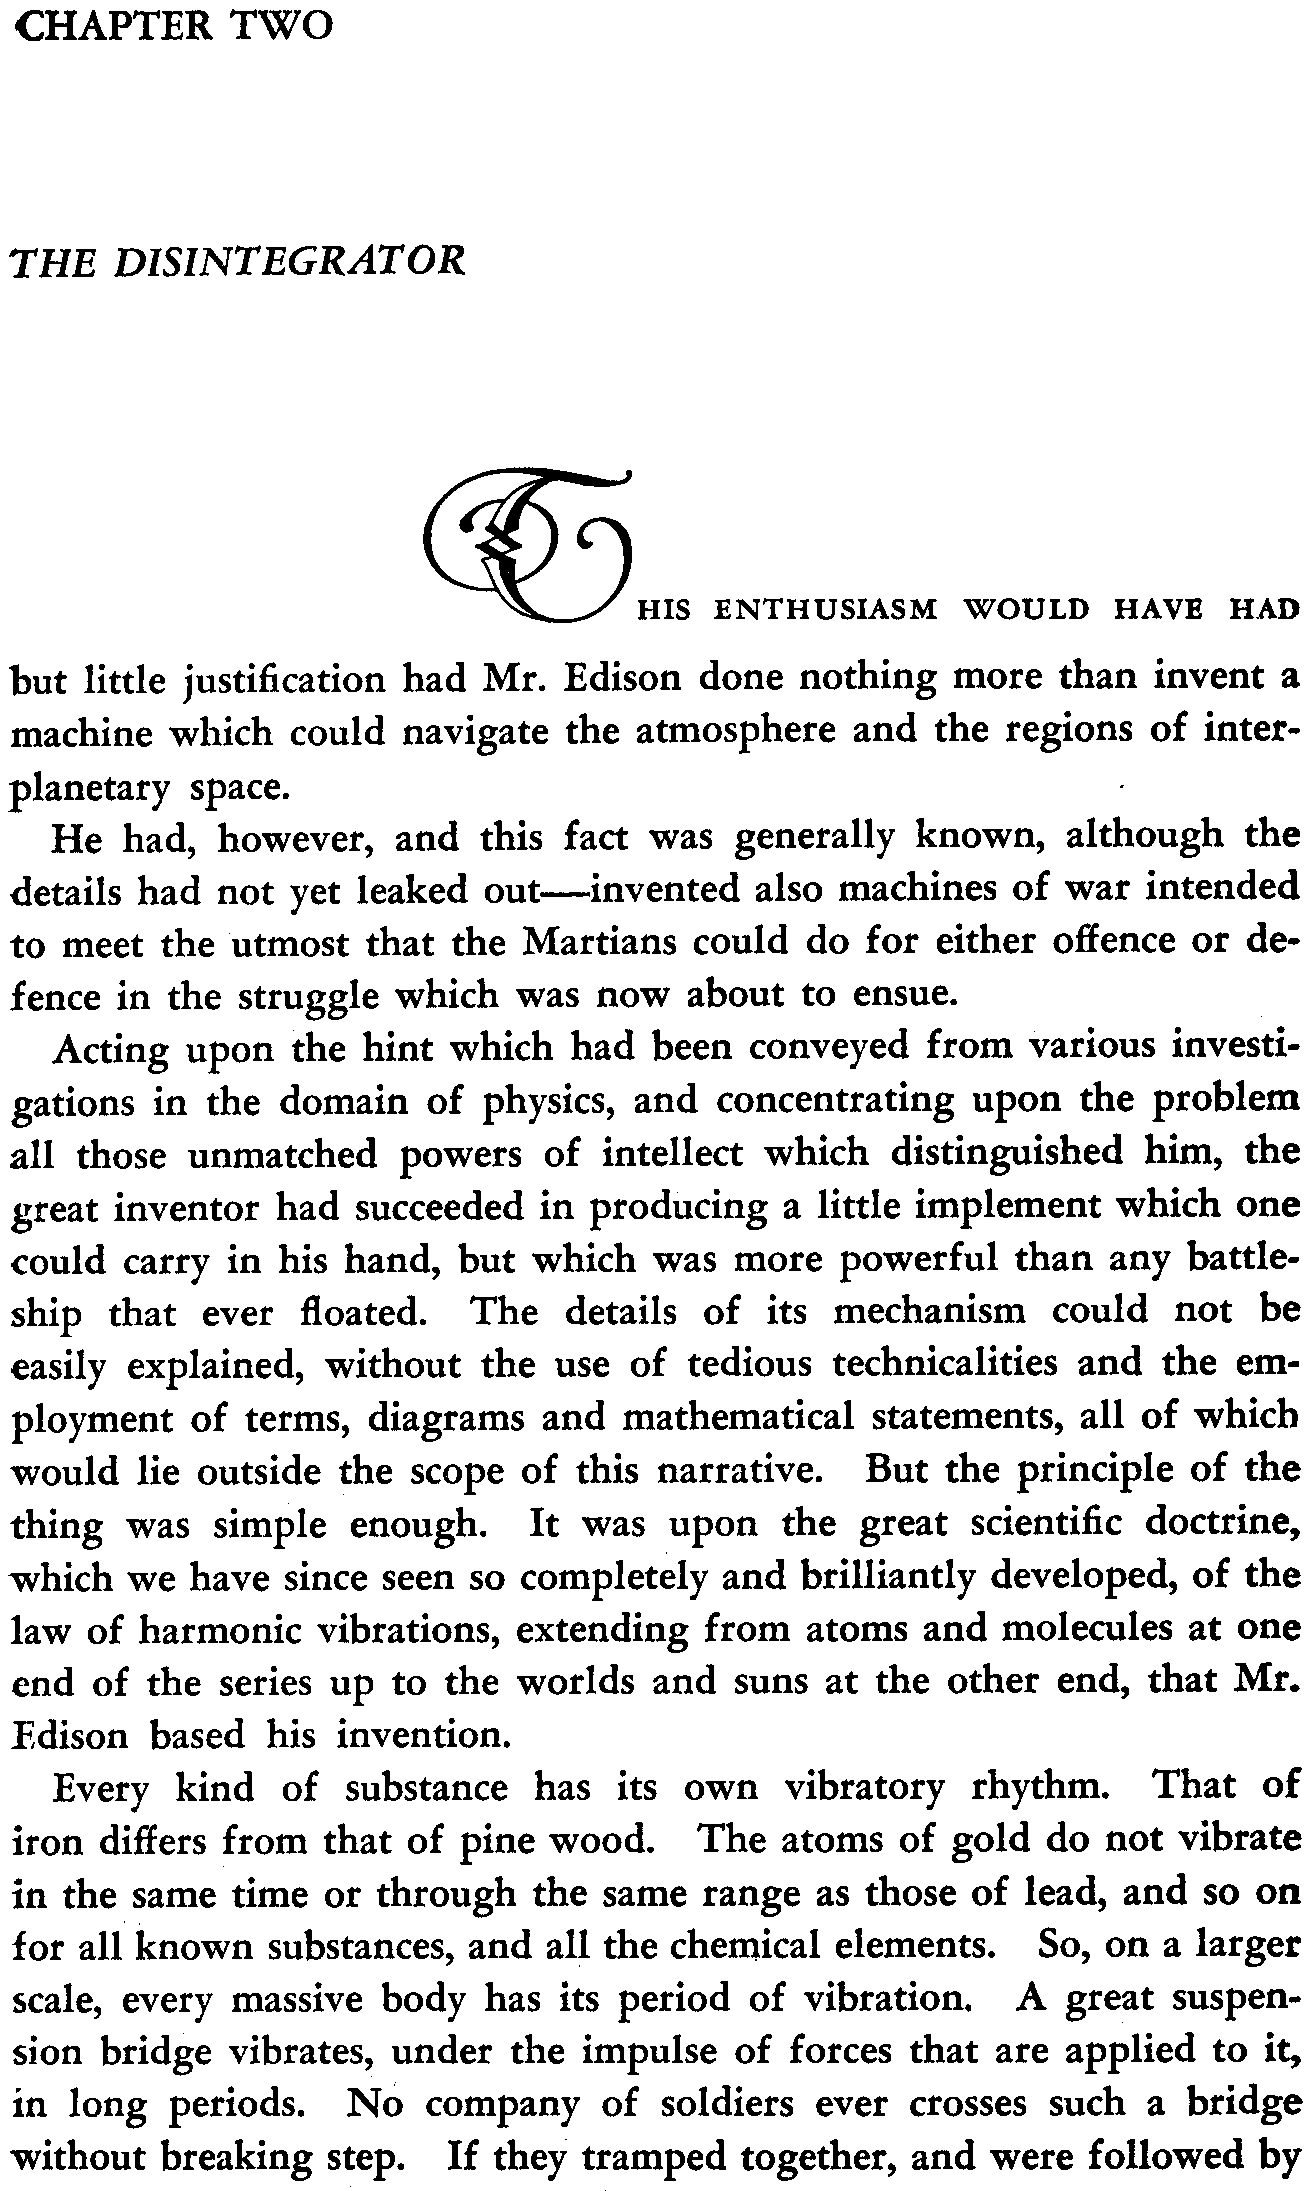 CHAPTER TWO
THE DISINTEGRATOR
THIS ENTHUSIASM WOULD HAVE HAD
but little justification had Mr. Edison done nothing more than invent a
machine which could navigate the atmosphere and the regions of inter-
planetary space.
He had, however, and this fact was generally known, although the
details had not yet leaked out—invented also machines of war intended
to meet the utmost that the Martians could do for either offence or de-
fence in the struggle which was now about to ensue.
Acting upon the hint which had been conveyed from various investi-
gations in the domain of physics, and concentrating upon the problem
all those unmatched powers of intellect which distinguished him, the
great inventor had succeeded in producing a little implement which one
could carry in his hand, but which was more powerful than any battle-
ship that ever floated. The details of its mechanism could not be
easily explained, without the use of tedious technicalities and the em-
ployment of terms, diagrams and mathematical statements, all of which
would lie outside the scope of this narrative. But the principle of the
thing was simple enough. It was upon the great scientific doctrine,
which we have since seen so completely and brilliantly developed, of the
law of harmonic vibrations, extending from atoms and molecules at one
end of the series up to the worlds and suns at the other end, that Mr.
Edison based his invention.
Every kind of substance has its own vibratory rhythm. That of
iron differs from that of pine wood. The atoms of gold do not vibrate
in the same time or through the same range as those of lead, and so on
for all known substances, and all the chemical elements. So, on a larger
scale, every massive body has its period of vibration. A great suspen-
sion bridge vibrates, under the impulse of forces that are applied to it,
in long periods. No company of soldiers ever crosses such a bridge
without breaking step. If they tramped together, and were followed by